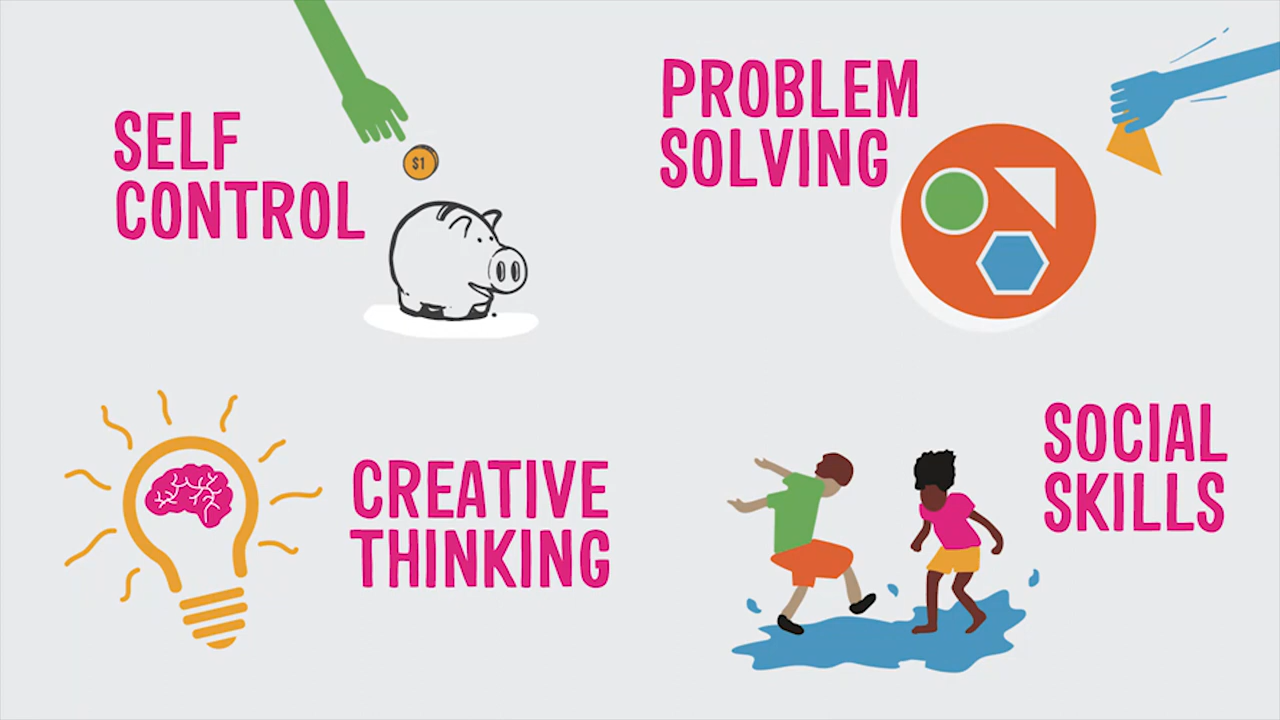 SELF
CONTROL
$1
PROBLEM
SOLVING
CREATIVE
THINKING
SOCIAL
SKILLS